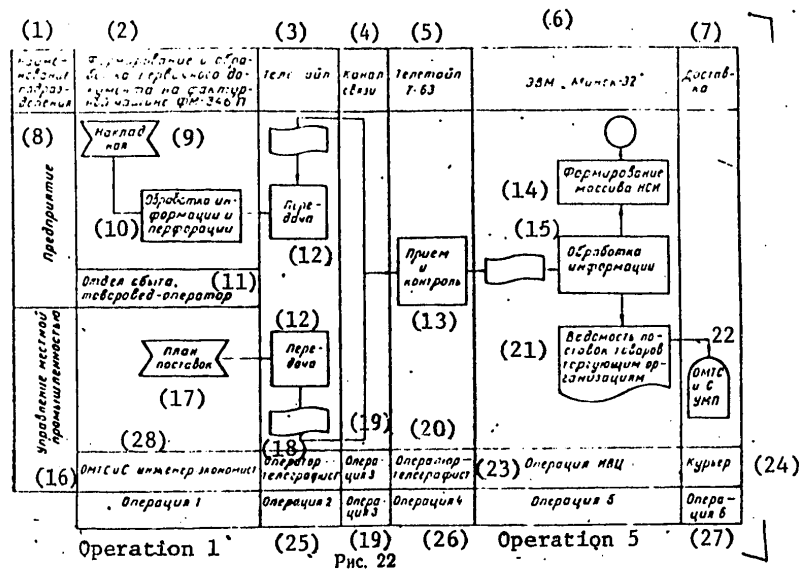 (1) (2) (3) (4) (5) (6) (7)
Наиме-
нование
подраз-
деления
Формирование и обра-
ботка первичного до-
кумента на фактур-
ной машине ФМ-346 П
Телетайп
Канал
связи
Телетайп
Т-63
ЭВМ „Минск-32"
Достав-
ка
(8)
Предприятие
Наклад
ная
(9)
(10)
Обработка ин-
формации и
перфорации
Пере-
дача
(12)
(11)
Отдел сбыта,
товаровед-оператор
Прием
и
контроль
(13)
(14)
Формирование
массива НСИ
(15)
Обработка
информации
Управление местной
промышленностью
(16)
План
поставок
(17)
(12)
Пере-
дача
(18)
(19)
(20)
(21)
Ведомость по-
ставок товаров
торгующим ор-
ганизациям
22
ОМТС
и С
УМП
(28)
ОМТСиС инженер-экономист
Оператор-
телеграфист
Опера-
ция 3
Оператор-
телеграфист
(23)
Операция ИВЦ
Курьер
(24)
Операция 1
Операция 2
Опера-
ция 3
Операция 4
Операция 5
Опера-
ция 6
Operation 1 (25) (19) (26) Operation 5 (27)
Рис. 22